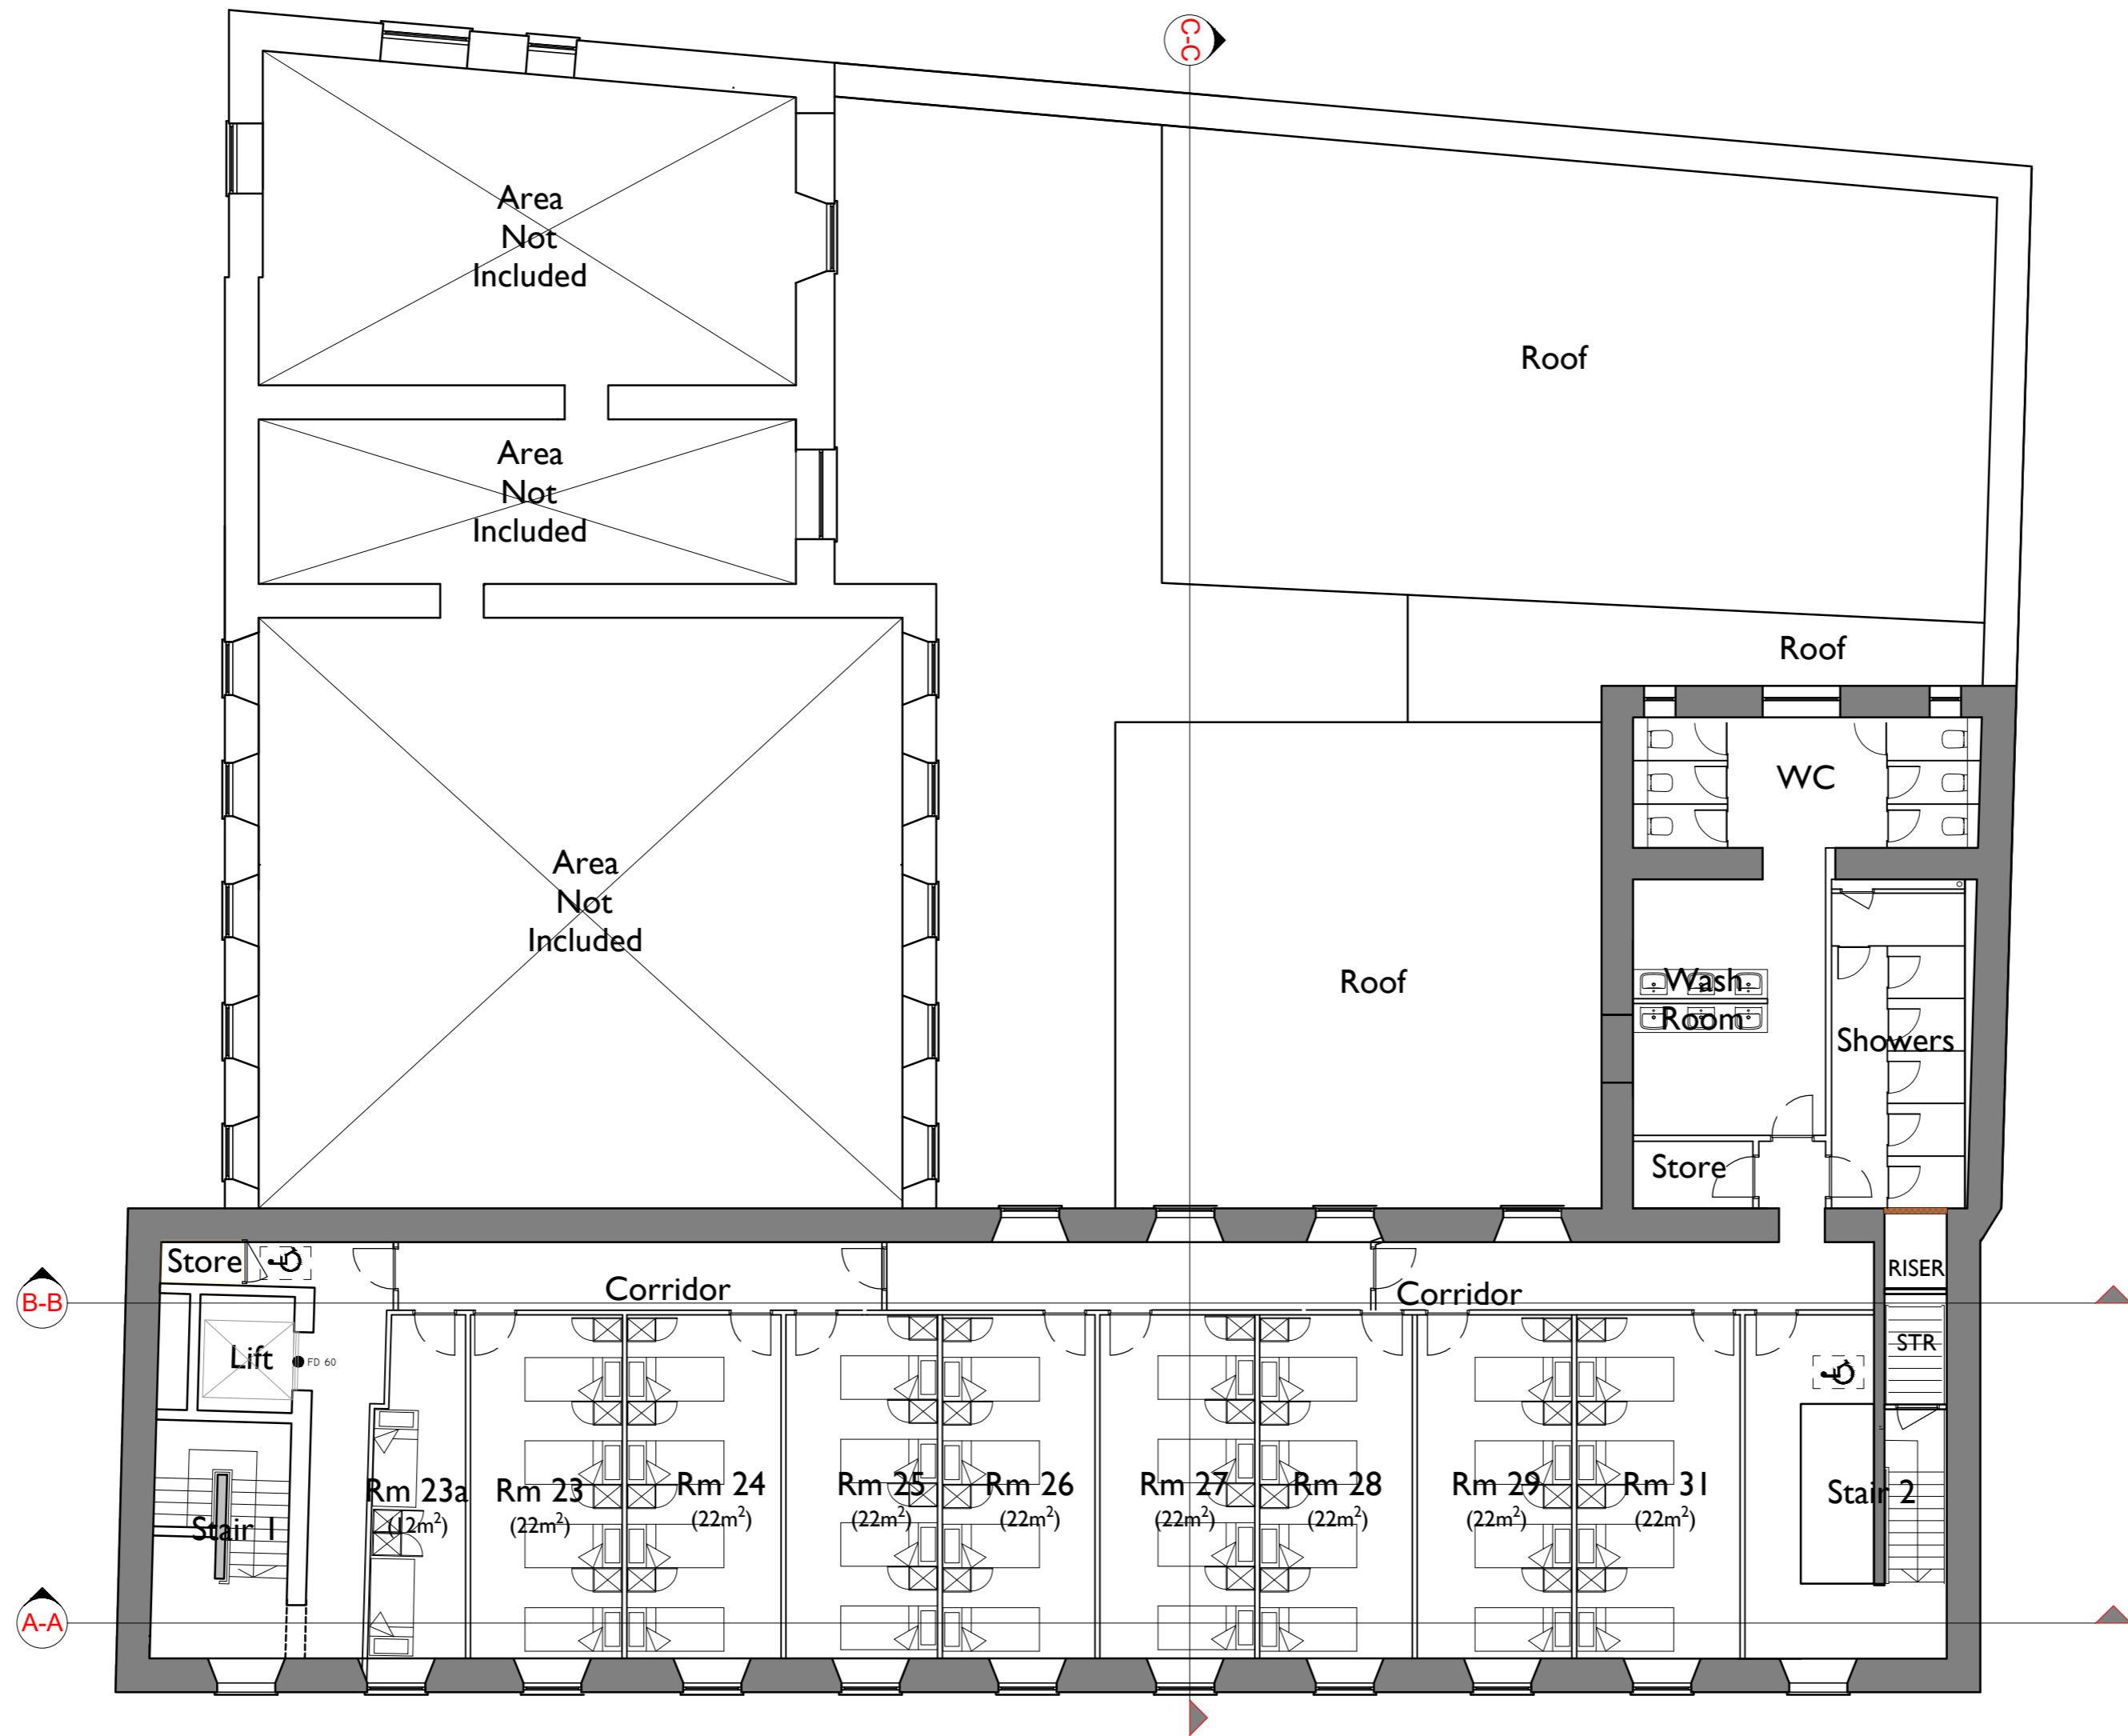 C-C
Area
Not
Included
Roof
Area
Not
Included
Roof
WC
Area
Not
Included
Roof
Wash
Room
Showers
Store
Store
Corridor
Corridor
RISER
B-B
Lift
FD 60
STR
Rm 23a
(12m²)
Rm 23
(22m²)
Rm 24
(22m²)
Rm 25
(22m²)
Rm 26
(22m²)
Rm 27
(22m²)
Rm 28
(22m²)
Rm 29
(22m²)
Rm 31
(22m²)
Stair 2
Stair 1
A-A